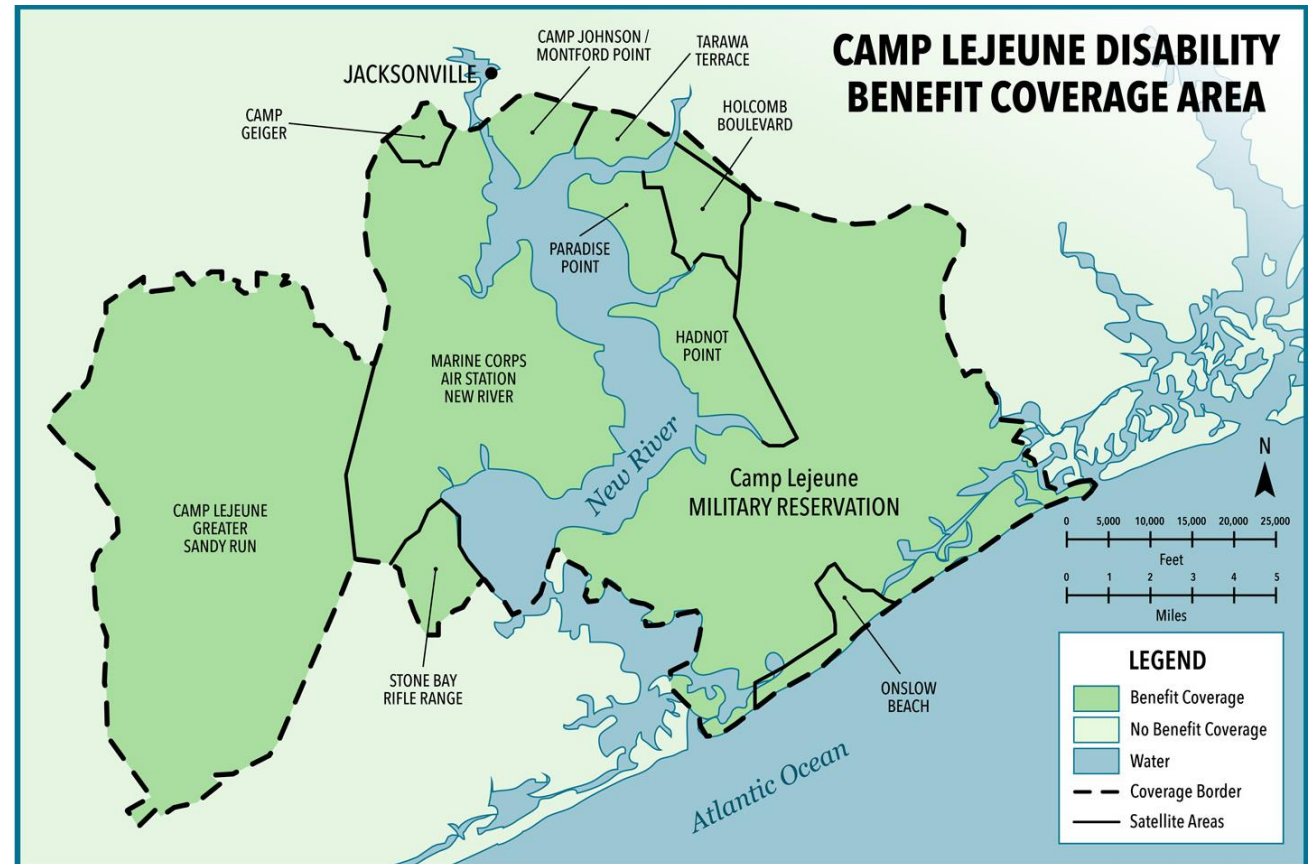 CAMP LEJEUNE DISABILITY
BENEFIT COVERAGE AREA
JACKSONVILLE
CAMP JOHNSON /
MONTFORD POINT
TARAWA
TERRACE
HOLCOMB
BOULEVARD
CAMP
GEIGER
PARADISE
POINT
HADNOT
POINT
MARINE CORPS
AIR STATION
NEW RIVER
New River
Camp Lejeune
MILITARY RESERVATION
CAMP LEJEUNE
GREATER
SANDY RUN
STONE BAY
RIFLE RANGE
ONSLOW
BEACH
Atlantic Ocean
N
0 5,000 10,000 15,000 20,000 25,000
Feet
0 1 2 3 4 5
Miles
LEGEND
Benefit Coverage
No Benefit Coverage
Water
Coverage Border
Satellite Areas